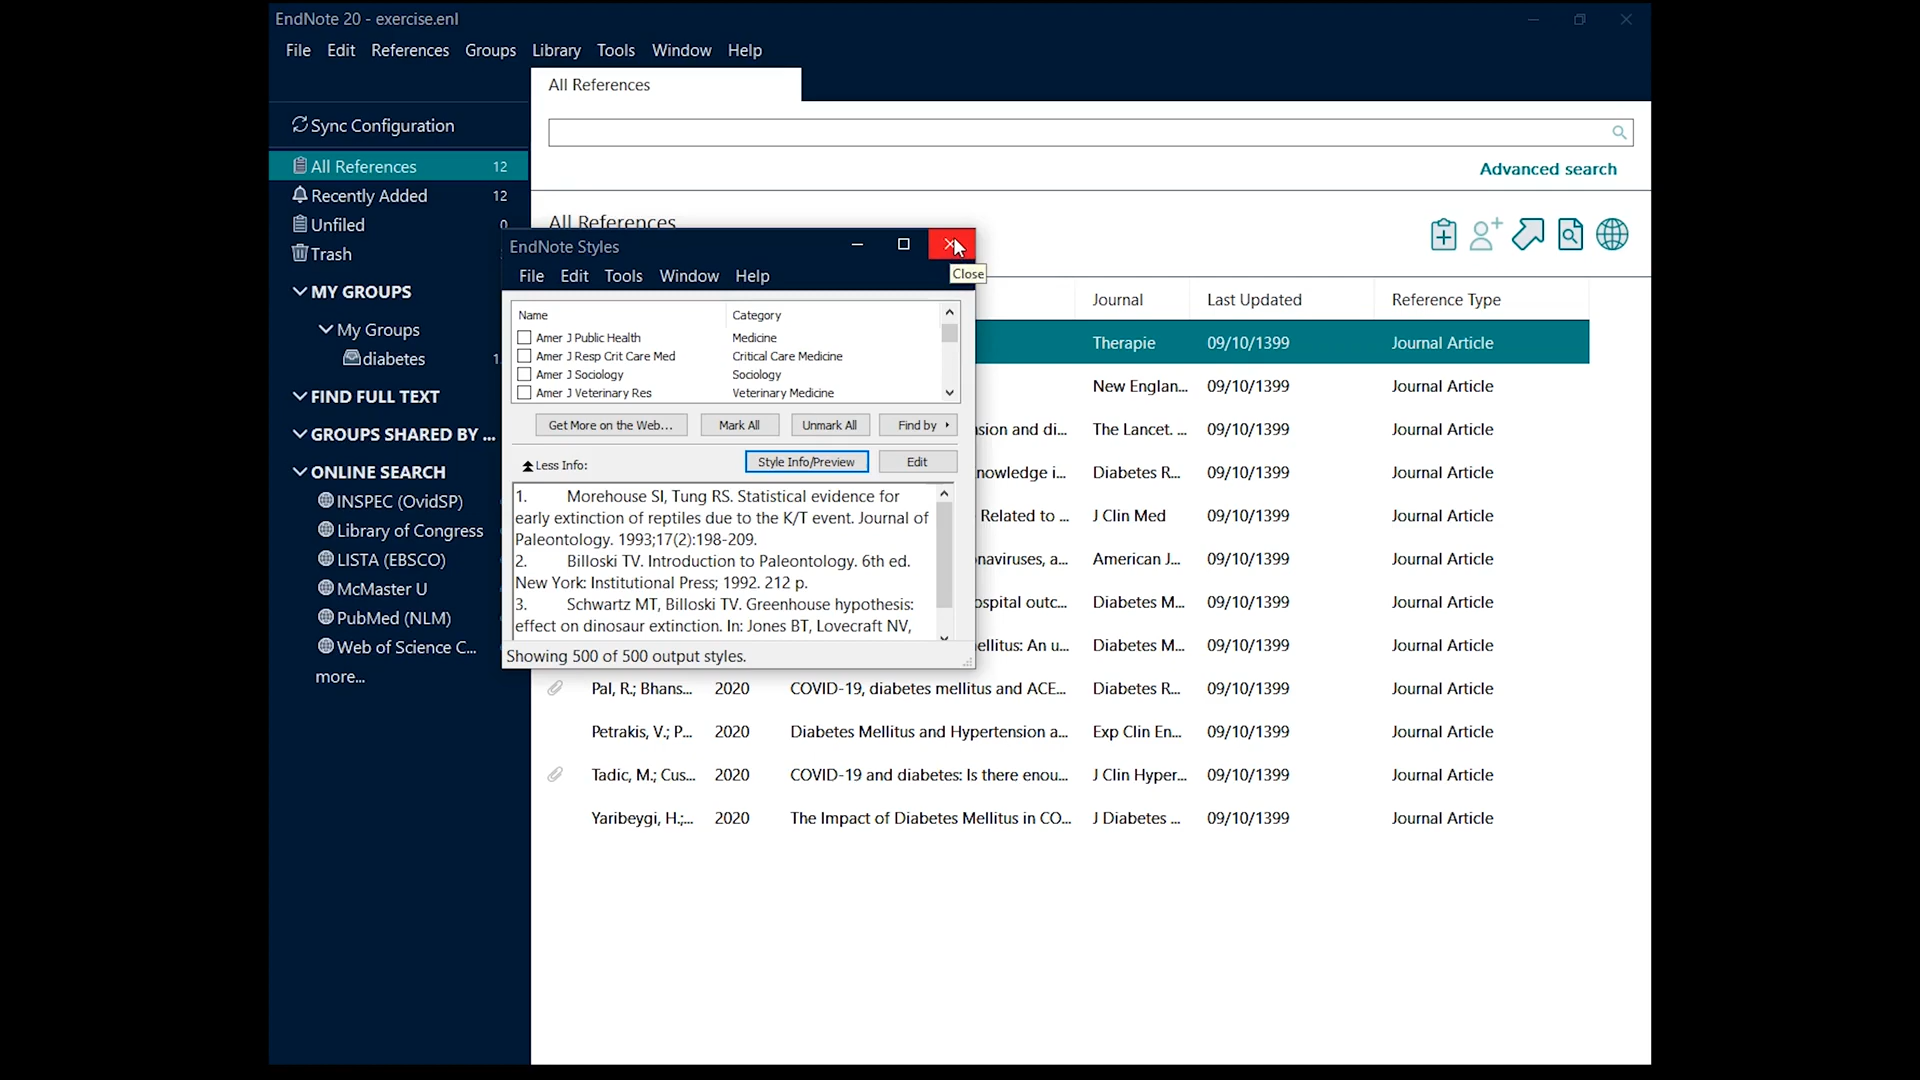 EndNote 20 - exercise.enl
File Edit References Groups Library Tools Window Help
All References
Sync Configuration
All References 12
Recently Added 12
Unfiled 0
Trash
MY GROUPS
My Groups
diabetes
FIND FULL TEXT
GROUPS SHARED BY ...
ONLINE SEARCH
INSPEC (OvidSP)
Library of Congress
LISTA (EBSCO)
McMaster U
PubMed (NLM)
Web of Science C...
more...
Advanced search
All References
EndNote Styles
File Edit Tools Window Help
Close
Name Category
Amer J Public Health Medicine
Amer J Resp Crit Care Med Critical Care Medicine
Amer J Sociology Sociology
Amer J Veterinary Res Veterinary Medicine
Get More on the Web... Mark All Unmark All Find by
Less Info: Style Info/Preview Edit
1. Morehouse SI, Tung RS. Statistical evidence for
early extinction of reptiles due to the K/T event. Journal of
Paleontology. 1993;17(2):198-209.
2. Billoski TV. Introduction to Paleontology. 6th ed.
New York: Institutional Press; 1992. 212 p.
3. Schwartz MT, Billoski TV. Greenhouse hypothesis:
effect on dinosaur extinction. In: Jones BT, Lovecraft NV,
Showing 500 of 500 output styles.
Journal Last Updated Reference Type
Therapie 09/10/1399 Journal Article
New Englan... 09/10/1399 Journal Article
sion and di... The Lancet. ... 09/10/1399 Journal Article
nowledge i... Diabetes R... 09/10/1399 Journal Article
Related to ... J Clin Med 09/10/1399 Journal Article
naviruses, a... American J... 09/10/1399 Journal Article
ospital outc... Diabetes M... 09/10/1399 Journal Article
ellitus: An u... Diabetes M... 09/10/1399 Journal Article
Pal, R.; Bhans... 2020 COVID-19, diabetes mellitus and ACE... Diabetes R... 09/10/1399 Journal Article
Petrakis, V.; P... 2020 Diabetes Mellitus and Hypertension a... Exp Clin En... 09/10/1399 Journal Article
Tadic, M.; Cus... 2020 COVID-19 and diabetes: Is there enou... J Clin Hyper... 09/10/1399 Journal Article
Yaribeygi, H.;... 2020 The Impact of Diabetes Mellitus in CO... J Diabetes ... 09/10/1399 Journal Article